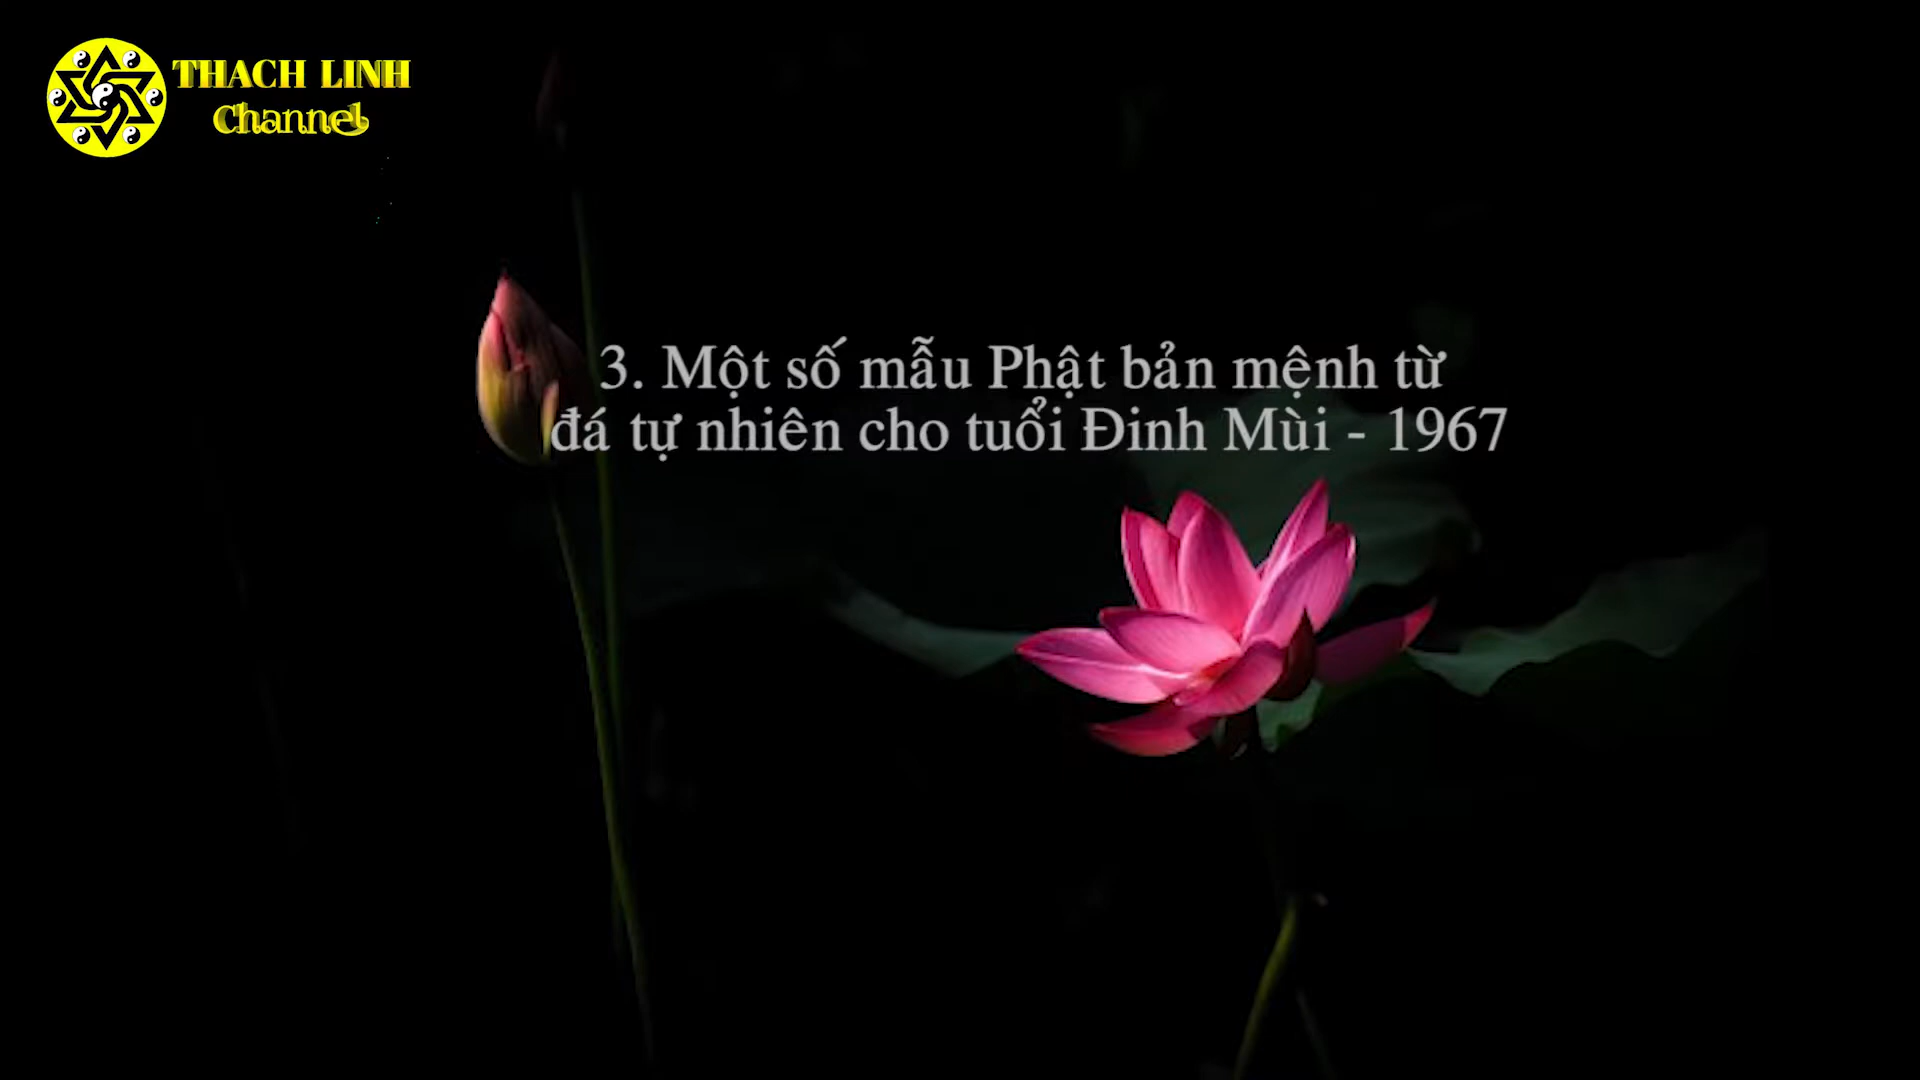 THACH LINH
Channel
3. Một số mẫu Phật bản mệnh từ
đá tự nhiên cho tuổi Đinh Mùi - 1967